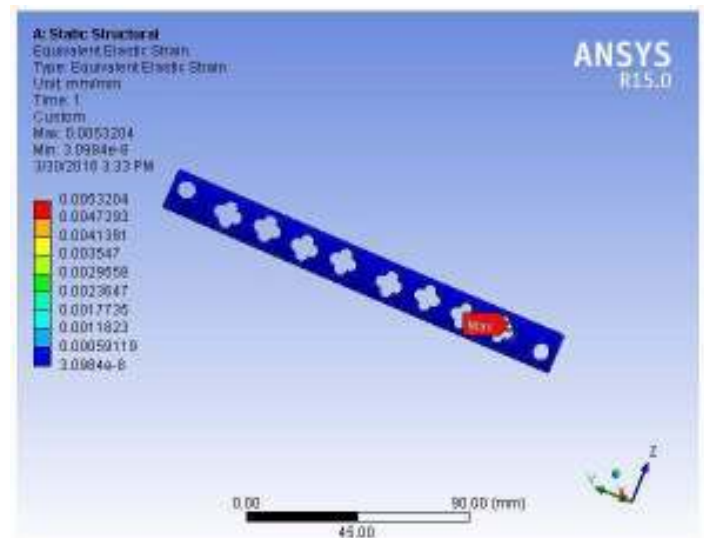 A: Static Structural
Equivalent Elastic Strain
Type: Equivalent Elastic Strain
Unit: mm/mm
Time: 1
Custom
Max: 0.0053204
Min: 3.0984e-8
3/30/2016 3:33 PM
ANSYS
R15.0
0.0053204
0.0047293
0.0041381
0.003547
0.0029558
0.0023647
0.0017735
0.0011823
0.00059119
3.0984e-8
Max
Z
Y
0.00
90.00 (mm)
45.00